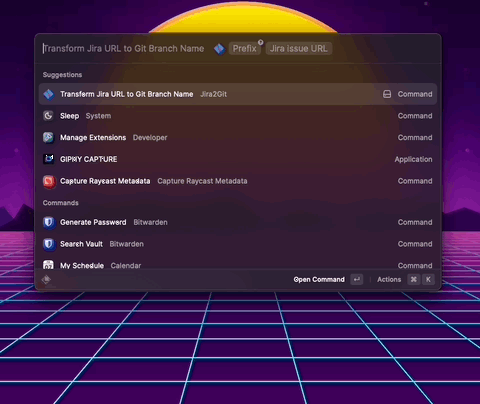 Transform Jira URL to Git Branch Name Prefix ? Jira issue URL
Suggestions
Transform Jira URL to Git Branch Name Jira2Git Command
Sleep System Command
Manage Extensions Developer Command
GIPHY CAPTURE Application
Capture Raycast Metadata Capture Raycast Metadata Command
Commands
Generate Password Bitwarden Command
Search Vault Bitwarden Command
My Schedule Calendar Command
Open Command ↵ Actions ⌘ K